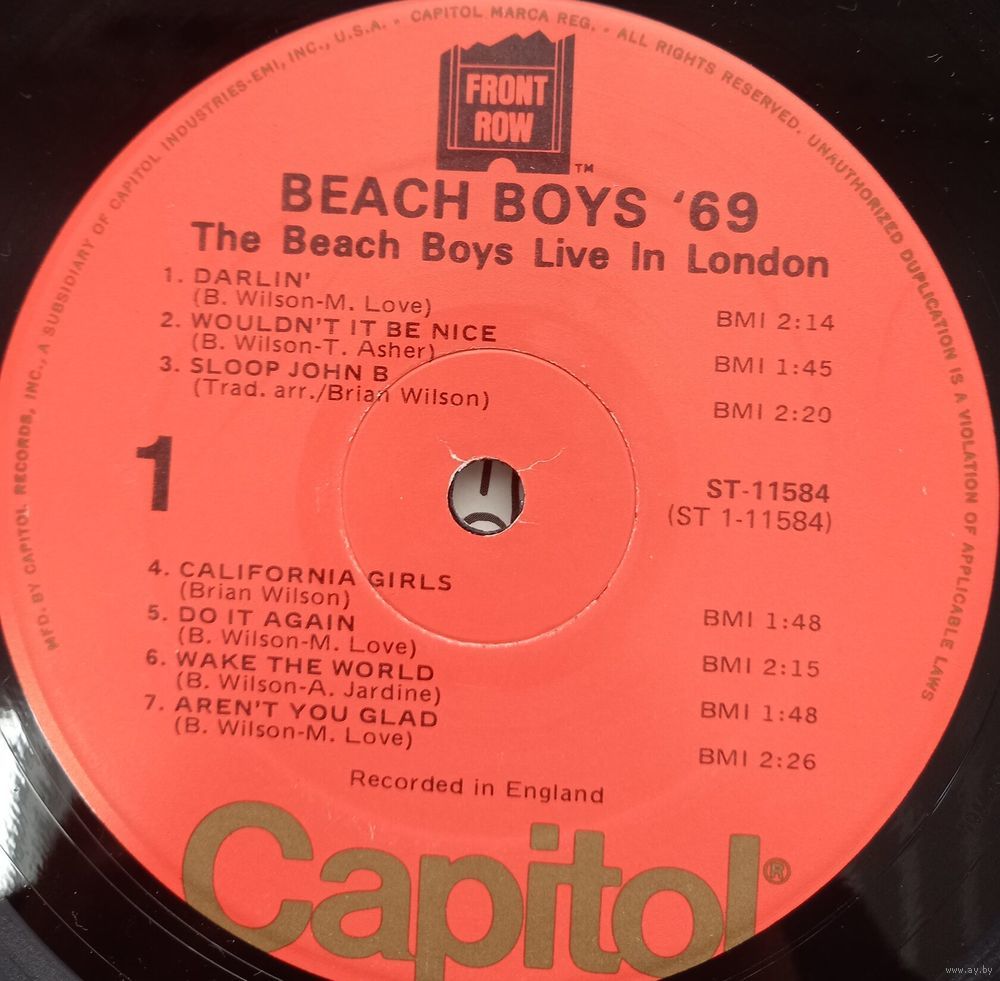 MFD. BY CAPITOL RECORDS, INC., A SUBSIDIARY OF CAPITOL INDUSTRIES-EMI, INC., U.S.A. • CAPITOL MARCA REG. • ALL RIGHTS RESERVED. UNAUTHORIZED DUPLICATION IS A VIOLATION OF APPLICABLE LAWS
FRONT
ROW
TM
BEACH BOYS '69
The Beach Boys Live In London
1. DARLIN'
(B. Wilson-M. Love) BMI 2:14
2. WOULDN'T IT BE NICE
(B. Wilson-T. Asher) BMI 1:45
3. SLOOP JOHN B
(Trad. arr./Brian Wilson) BMI 2:20
1
ST-11584
(ST 1-11584)
4. CALIFORNIA GIRLS
(Brian Wilson) BMI 1:48
5. DO IT AGAIN
(B. Wilson-M. Love) BMI 2:15
6. WAKE THE WORLD
(B. Wilson-A. Jardine) BMI 1:48
7. AREN'T YOU GLAD
(B. Wilson-M. Love) BMI 2:26
Recorded in England
Capitol®
www.ay.by